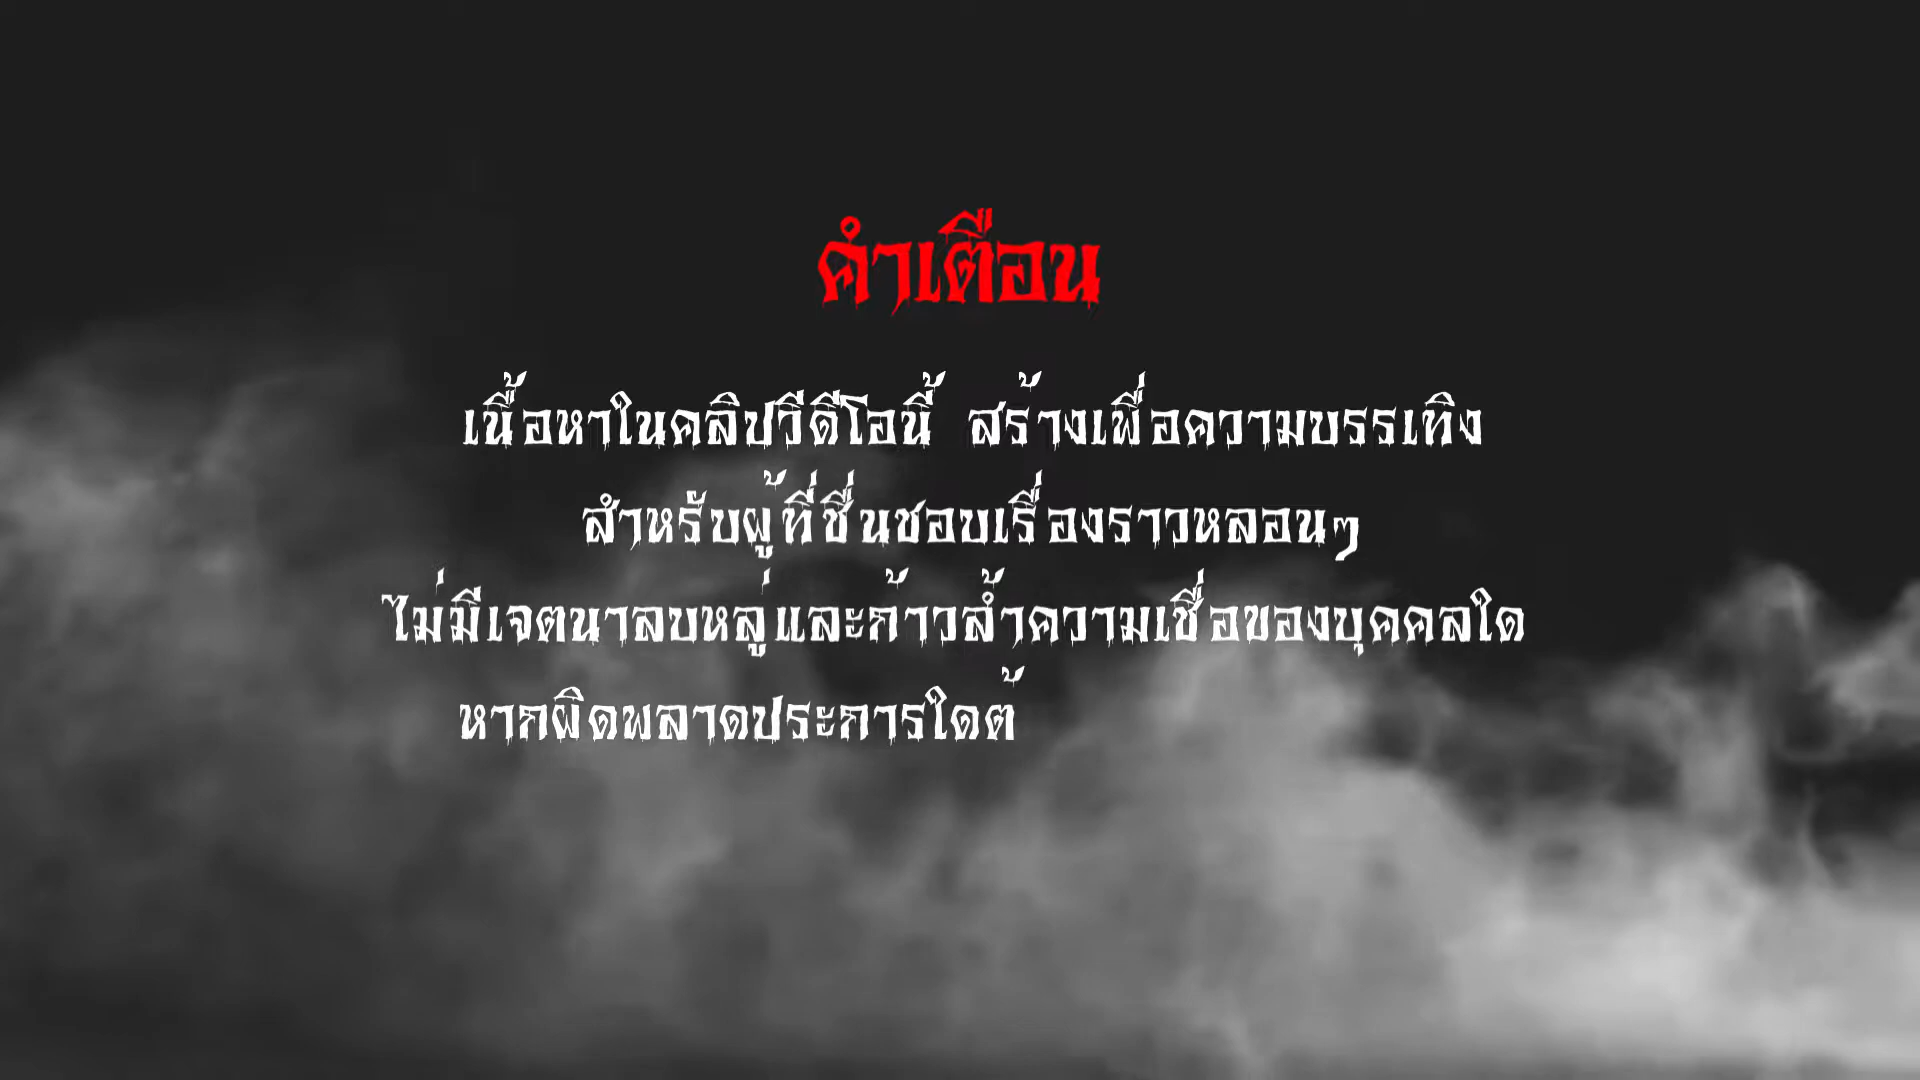 คำเตือน
เนื้อหาในคลิปวีดีโอนี้ สร้างเพื่อความบรรเทิง
สำหรับผู้ที่ชื่นชอบเรื่องราวหลอนๆ
ไม่มีเจตนาลบหลู่และก้าวล้ำความเชื่อของบุคคลใด
หากผิดพลาดประการใดต้